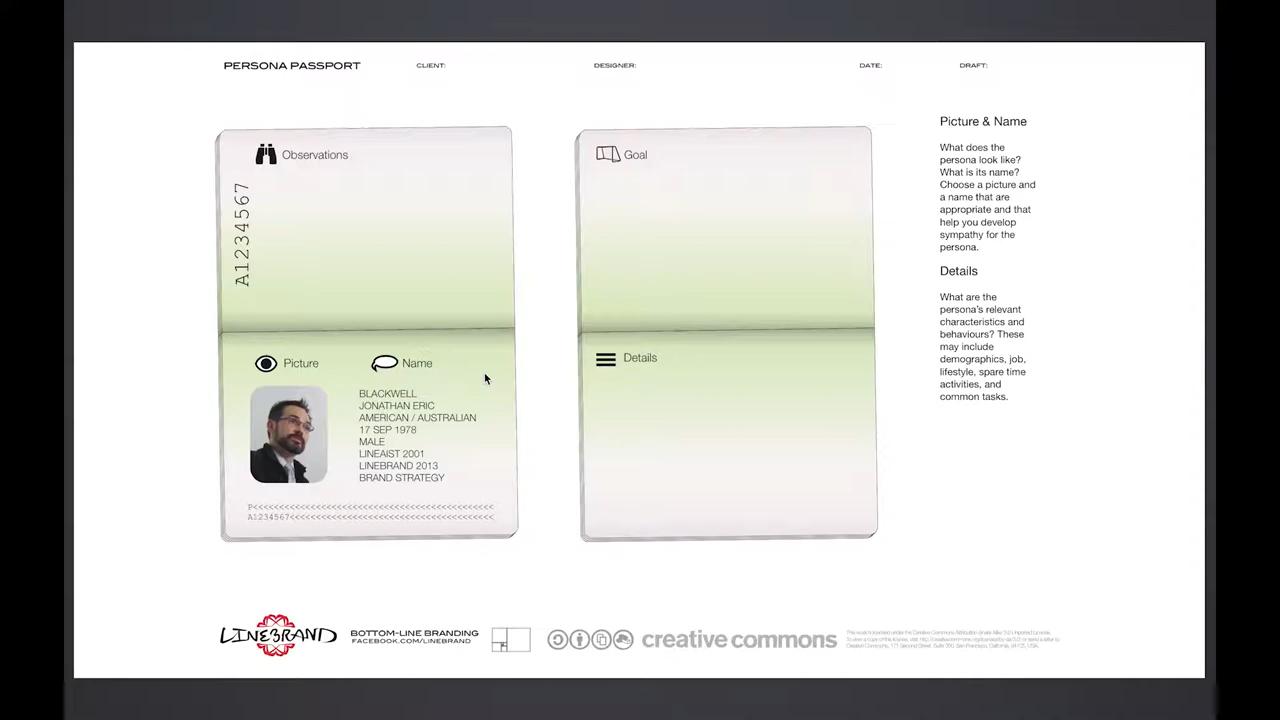 PERSONA PASSPORT
CLIENT:
DESIGNER:
DATE:
DRAFT:
Observations
A1234567
Picture
Name
BLACKWELL
JONATHAN ERIC
AMERICAN / AUSTRALIAN
17 SEP 1978
MALE
LINEAIST 2001
LINEBRAND 2013
BRAND STRATEGY
P<<<<<<<<<<<<<<<<<<<<<<<<<<<<<<<<<<<<<<<
A1234567<<<<<<<<<<<<<<<<<<<<<<<<<<<<<<<<
Goal
Details
Picture & Name
What does the
persona look like?
What is its name?
Choose a picture and
a name that are
appropriate and that
help you develop
sympathy for the
persona.
Details
What are the
persona's relevant
characteristics and
behaviours? These
may include
demographics, job,
lifestyle, spare time
activities, and
common tasks.
LINEBRAND
BOTTOM-LINE BRANDING
FACEBOOK.COM/LINEBRAND
creative commons